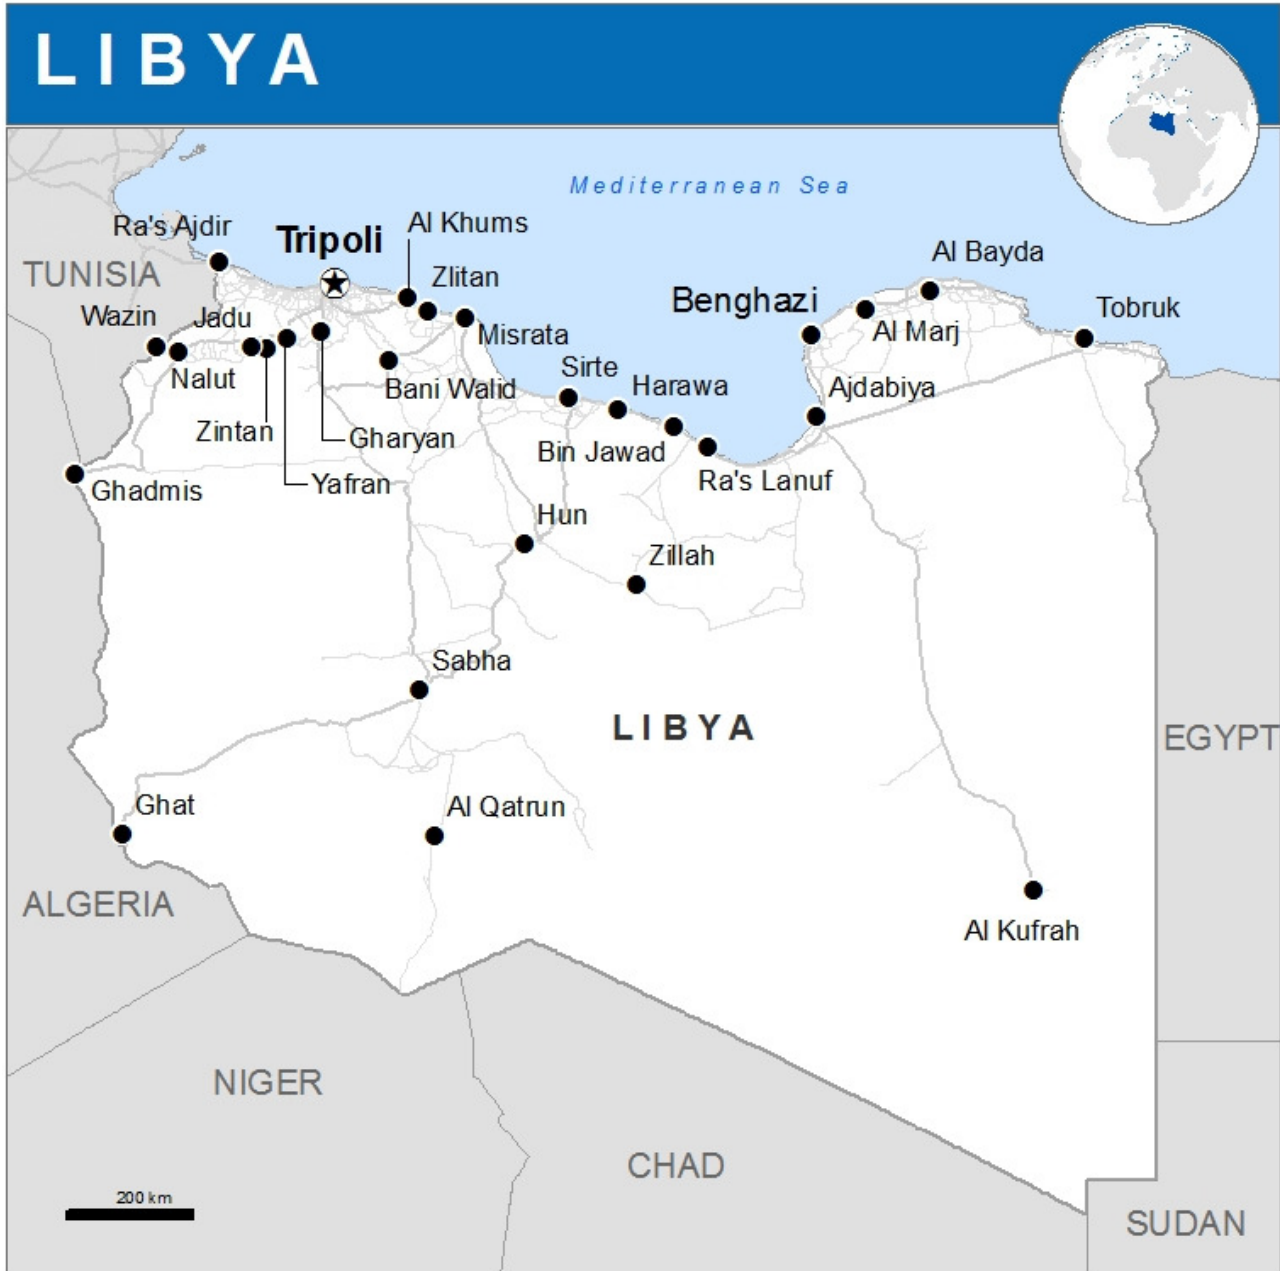 LIBYA
Mediterranean Sea
Ra's Ajdir
Tripoli
Al Khums
Al Bayda
TUNISIA
Zlitan
Benghazi
Tobruk
Wazin
Jadu
Misrata
Al Marj
Nalut
Bani Walid
Sirte
Harawa
Ajdabiya
Zintan
Gharyan
Bin Jawad
Ghadmis
Yafran
Ra's Lanuf
Hun
Zillah
Sabha
LIBYA
EGYPT
Ghat
Al Qatrun
ALGERIA
Al Kufrah
NIGER
CHAD
200 km
SUDAN